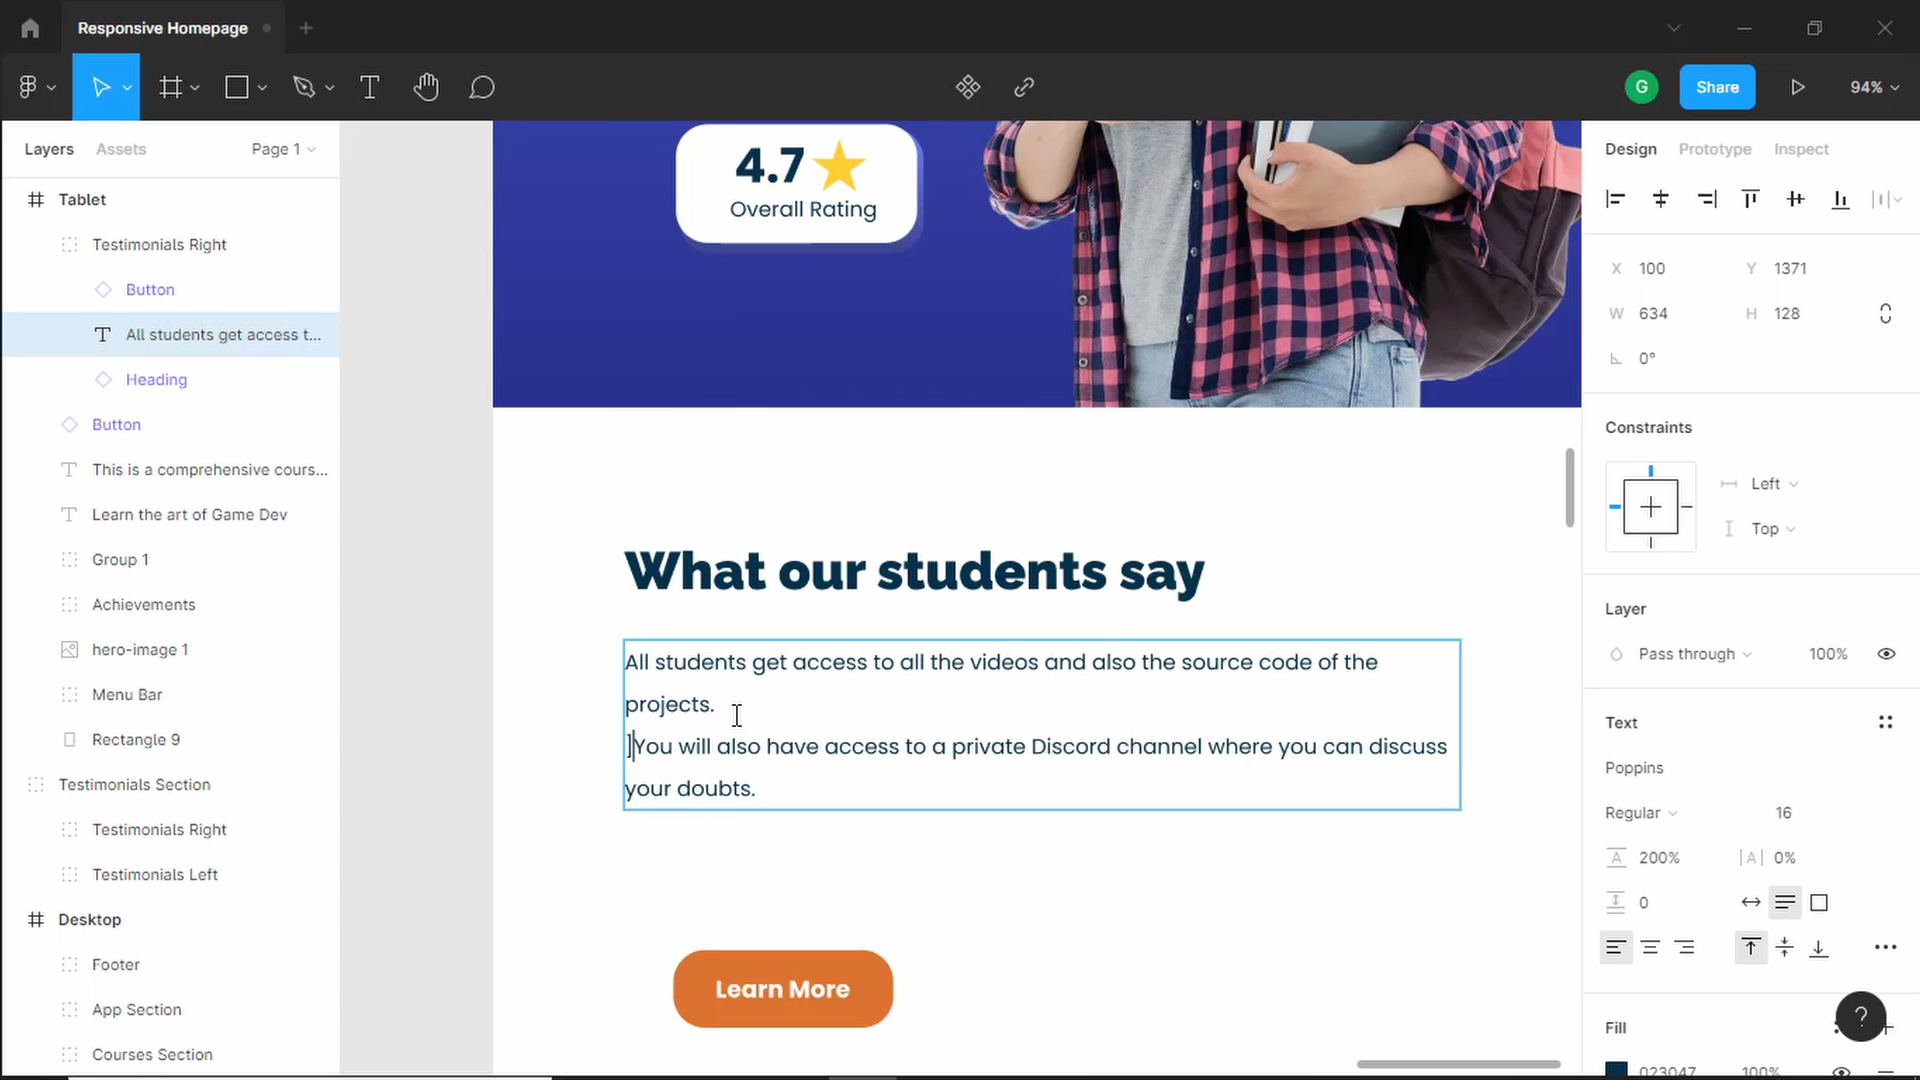 Responsive Homepage
G
Share
94%
Layers
Assets
Page 1
Tablet
Testimonials Right
Button
All students get access t...
Heading
Button
This is a comprehensive cours...
Learn the art of Game Dev
Group 1
Achievements
hero-image 1
Menu Bar
Rectangle 9
Testimonials Section
Testimonials Right
Testimonials Left
Desktop
Footer
App Section
Courses Section
4.7
Overall Rating
What our students say
All students get access to all the videos and also the source code of the
projects.
]You will also have access to a private Discord channel where you can discuss
your doubts.
Learn More
Design
Prototype
Inspect
X 100
Y 1371
W 634
H 128
0°
Constraints
Left
Top
Layer
Pass through
100%
Text
Poppins
Regular
16
200%
|A| 0%
0
Fill
?
023047
100%